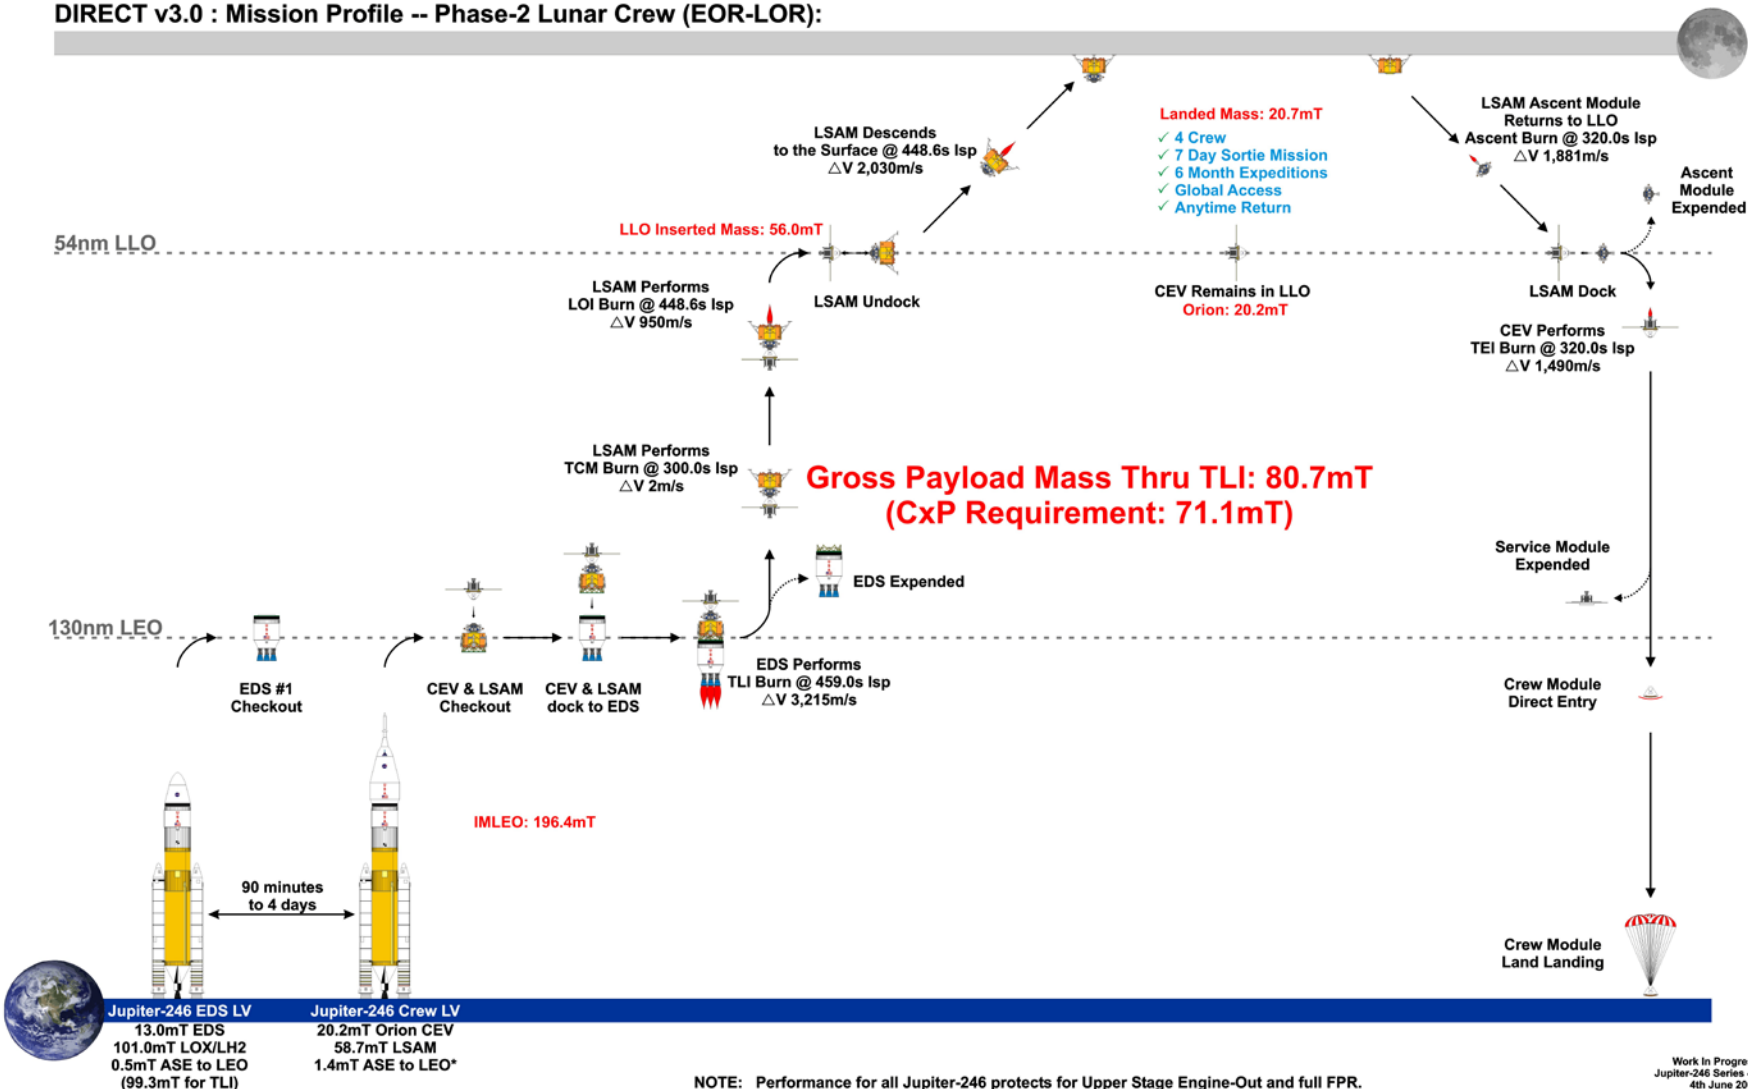 DIRECT v3.0 : Mission Profile -- Phase-2 Lunar Crew (EOR-LOR):
LSAM Descends
to the Surface @ 448.6s Isp
△V 2,030m/s
Landed Mass: 20.7mT
✓ 4 Crew
✓ 7 Day Sortie Mission
✓ 6 Month Expeditions
✓ Global Access
✓ Anytime Return
LSAM Ascent Module
Returns to LLO
Ascent Burn @ 320.0s Isp
△V 1,881m/s
Ascent
Module
Expended
LLO Inserted Mass: 56.0mT
54nm LLO
LSAM Performs
LOI Burn @ 448.6s Isp
△V 950m/s
LSAM Undock
CEV Remains in LLO
Orion: 20.2mT
LSAM Dock
CEV Performs
TEI Burn @ 320.0s Isp
△V 1,490m/s
LSAM Performs
TCM Burn @ 300.0s Isp
△V 2m/s
Gross Payload Mass Thru TLI: 80.7mT
(CxP Requirement: 71.1mT)
EDS Expended
Service Module
Expended
130nm LEO
EDS #1
Checkout
CEV & LSAM
Checkout
CEV & LSAM
dock to EDS
EDS Performs
TLI Burn @ 459.0s Isp
△V 3,215m/s
Crew Module
Direct Entry
IMLEO: 196.4mT
90 minutes
to 4 days
Crew Module
Land Landing
Jupiter-246 EDS LV
13.0mT EDS
101.0mT LOX/LH2
0.5mT ASE to LEO
(99.3mT for TLI)
Jupiter-246 Crew LV
20.2mT Orion CEV
58.7mT LSAM
1.4mT ASE to LEO*
NOTE: Performance for all Jupiter-246 protects for Upper Stage Engine-Out and full FPR.
Work In Progre
Jupiter-246 Series
4th June 20